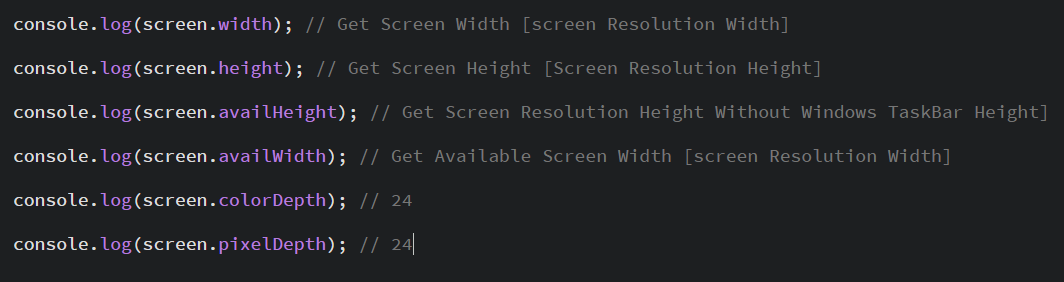 console.log(screen.width); // Get Screen Width [screen Resolution Width]
console.log(screen.height); // Get Screen Height [Screen Resolution Height]
console.log(screen.availHeight); // Get Screen Resolution Height Without Windows TaskBar Height]
console.log(screen.availWidth); // Get Available Screen Width [screen Resolution Width]
console.log(screen.colorDepth); // 24
console.log(screen.pixelDepth); // 24